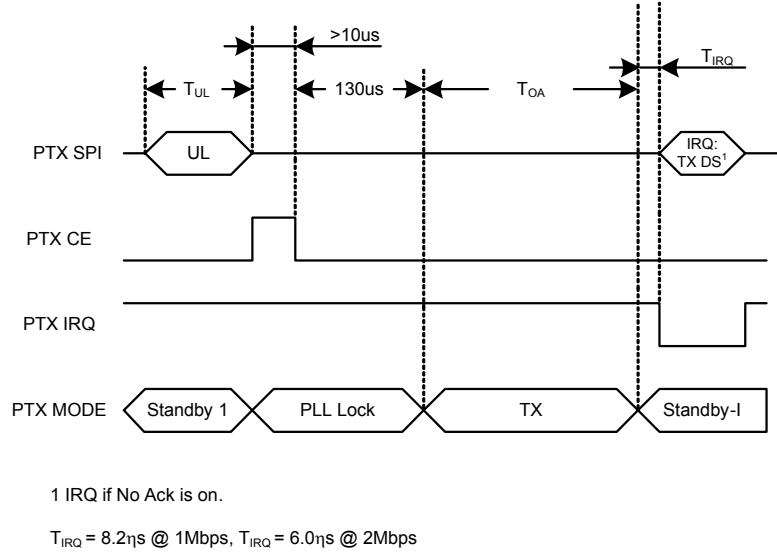 >10us
T_IRQ
T_UL
130us
T_OA
PTX SPI
UL
IRQ:
TX DS¹
PTX CE
PTX IRQ
PTX MODE
Standby 1
PLL Lock
TX
Standby-I
1 IRQ if No Ack is on.
T_IRQ = 8.2ηs @ 1Mbps, T_IRQ = 6.0ηs @ 2Mbps